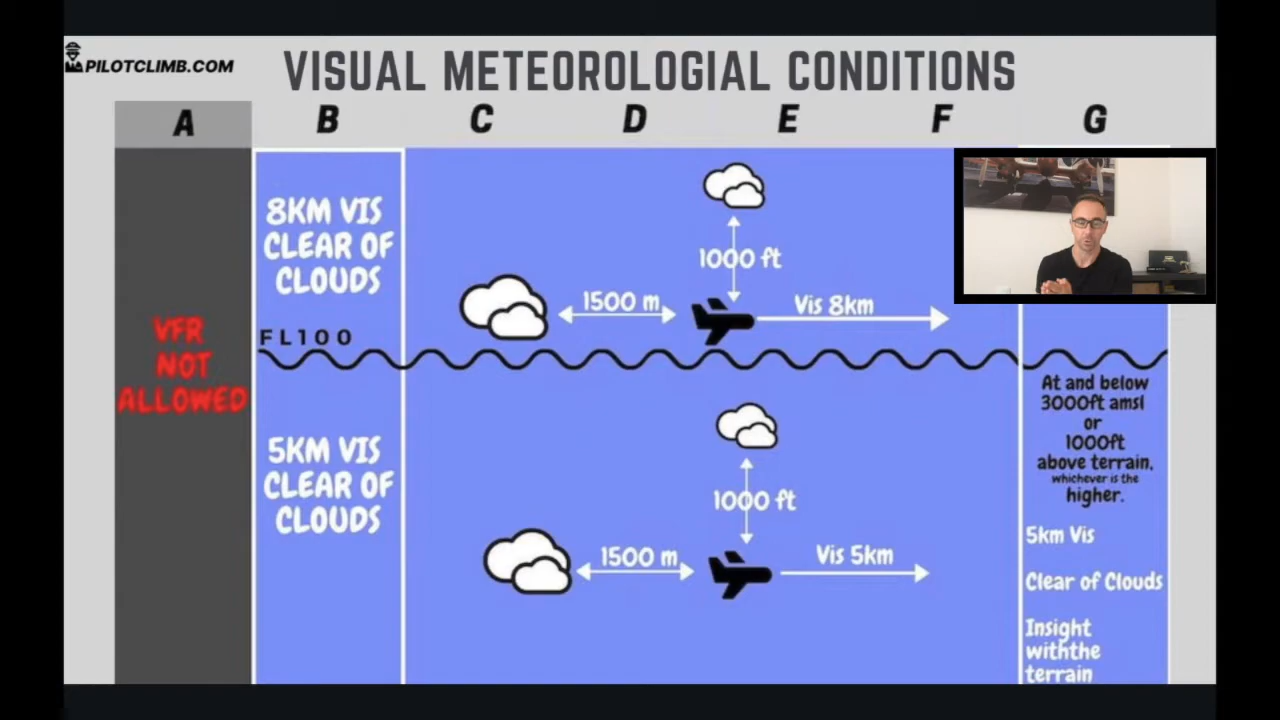 PILOTCLIMB.COM
VISUAL METEOROLOGIAL CONDITIONS
A B C D E F G
8KM VIS
CLEAR OF
CLOUDS
1000 ft
1500 m
Vis 8km
FL100
VFR
NOT
ALLOWED
At and below
3000ft amsl
or
1000ft
above terrain,
whichever is the
higher.
5KM VIS
CLEAR OF
CLOUDS
1000 ft
1500 m
Vis 5km
5km Vis
Clear of Clouds
Insight
withthe
terrain